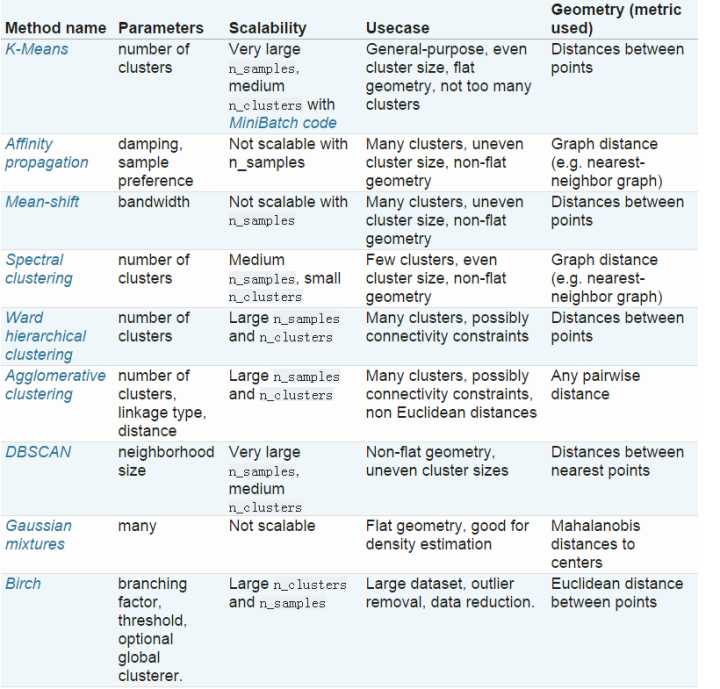 Method name Parameters Scalability Usecase Geometry (metric used)
K-Means
number of
clusters
Very large
n_samples,
medium
n_clusters with
MiniBatch code
General-purpose, even
cluster size, flat
geometry, not too many
clusters
Distances between
points
Affinity
propagation
damping,
sample
preference
Not scalable with
n_samples
Many clusters, uneven
cluster size, non-flat
geometry
Graph distance
(e.g. nearest-
neighbor graph)
Mean-shift
bandwidth
Not scalable with
n_samples
Many clusters, uneven
cluster size, non-flat
geometry
Distances between
points
Spectral
clustering
number of
clusters
Medium
n_samples, small
n_clusters
Few clusters, even
cluster size, non-flat
geometry
Graph distance
(e.g. nearest-
neighbor graph)
Ward
hierarchical
clustering
number of
clusters
Large n_samples
and n_clusters
Many clusters, possibly
connectivity constraints
Distances between
points
Agglomerative
clustering
number of
clusters,
linkage type,
distance
Large n_samples
and n_clusters
Many clusters, possibly
connectivity constraints,
non Euclidean distances
Any pairwise
distance
DBSCAN
neighborhood
size
Very large
n_samples,
medium
n_clusters
Non-flat geometry,
uneven cluster sizes
Distances between
nearest points
Gaussian
mixtures
many
Not scalable
Flat geometry, good for
density estimation
Mahalanobis
distances to
centers
Birch
branching
factor,
threshold,
optional
global
clusterer.
Large n_clusters
and n_samples
Large dataset, outlier
removal, data reduction.
Euclidean distance
between points